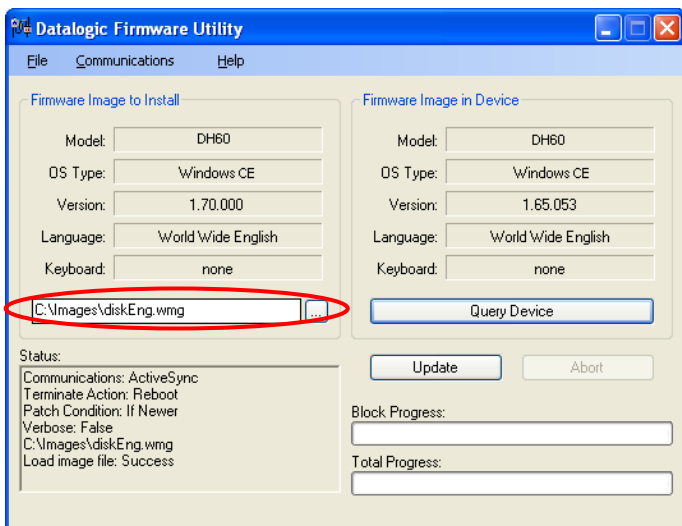 Datalogic Firmware Utility
File Communications Help
Firmware Image to Install
Model: DH60
OS Type: Windows CE
Version: 1.70.000
Language: World Wide English
Keyboard: none
C:\Images\diskEng.wmg ...
Firmware Image in Device
Model: DH60
OS Type: Windows CE
Version: 1.65.053
Language: World Wide English
Keyboard: none
Query Device
Status:
Communications: ActiveSync
Terminate Action: Reboot
Patch Condition: If Newer
Verbose: False
C:\Images\diskEng.wmg
Load image file: Success
Update Abort
Block Progress:
Total Progress: